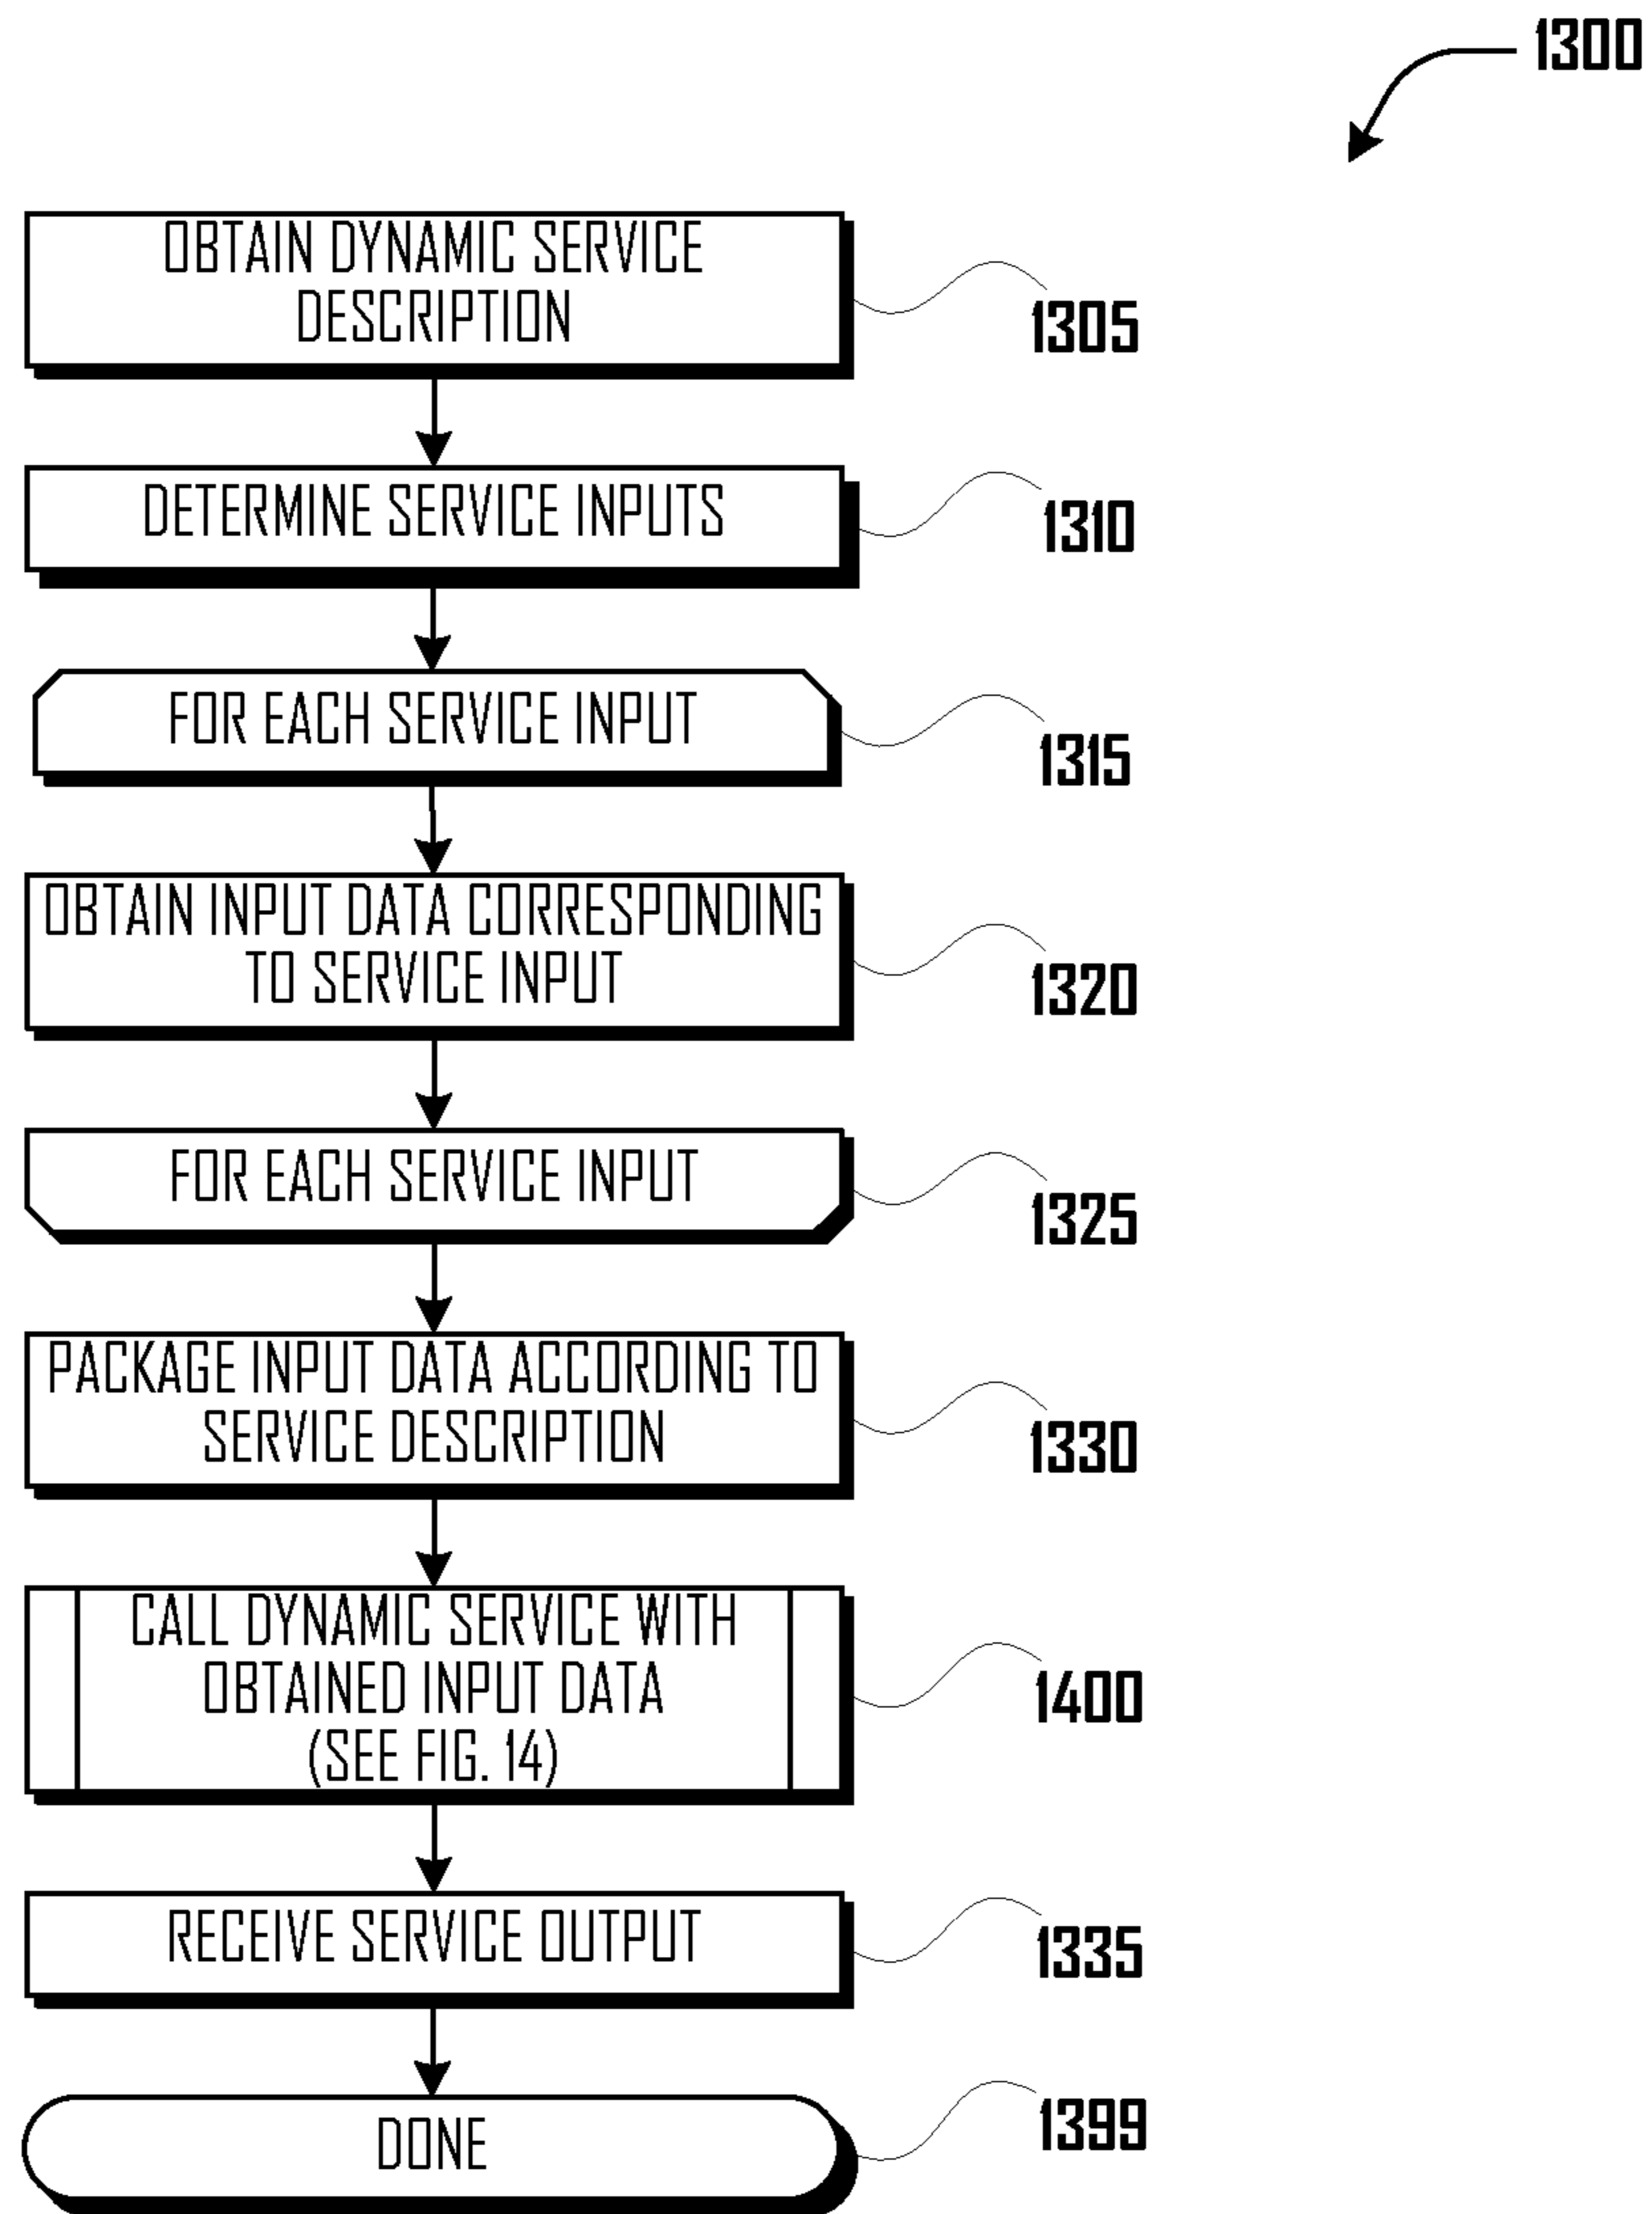 1300
OBTAIN DYNAMIC SERVICE
DESCRIPTION
1305
DETERMINE SERVICE INPUTS
1310
FOR EACH SERVICE INPUT
1315
OBTAIN INPUT DATA CORRESPONDING
TO SERVICE INPUT
1320
FOR EACH SERVICE INPUT
1325
PACKAGE INPUT DATA ACCORDING TO
SERVICE DESCRIPTION
1330
CALL DYNAMIC SERVICE WITH
OBTAINED INPUT DATA
(SEE FIG. 14)
1400
RECEIVE SERVICE OUTPUT
1335
DONE
1399